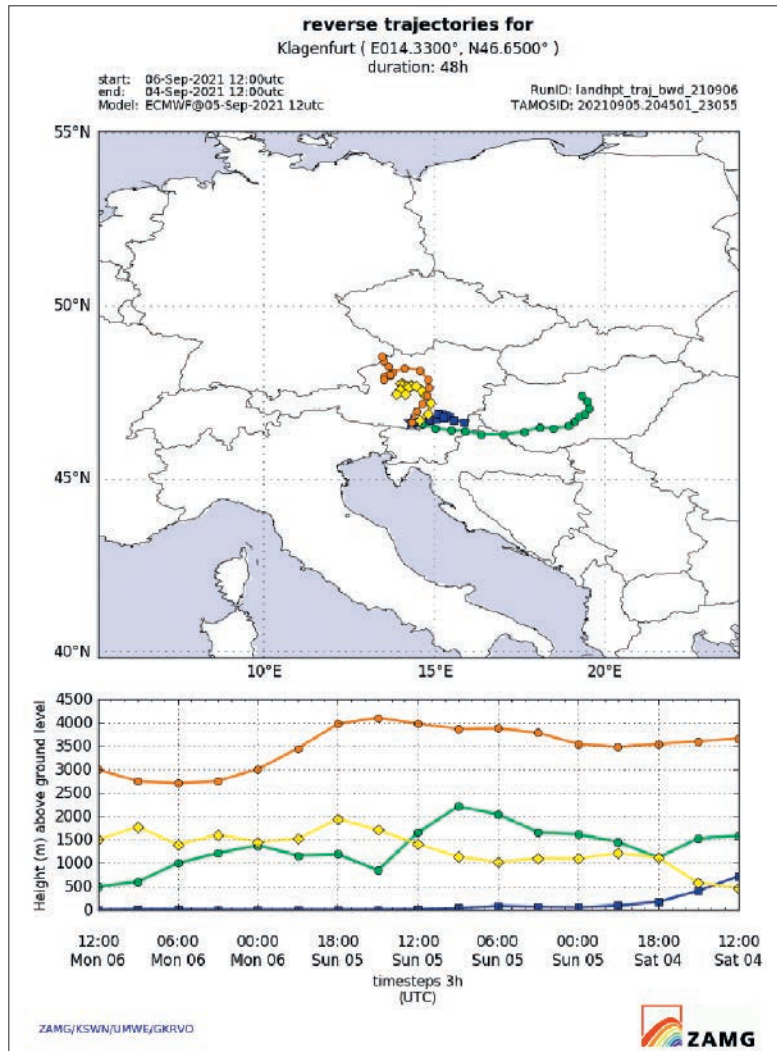 reverse trajectories for
Klagenfurt ( E014.3300°, N46.6500° )
duration: 48h
start: 06-Sep-2021 12:00utc
end: 04-Sep-2021 12:00utc
Model: ECMWF@05-Sep-2021 12utc
RunID: landhpt_traj_bwd_210906
TAMOSID: 20210905.204501_23055
55°N
50°N
45°N
40°N
10°E 15°E 20°E
4500
4000
3500
3000
2500
2000
1500
1000
500
0
Height (m) above ground level
12:00 06:00 00:00 18:00 12:00 06:00 00:00 18:00 12:00
Mon 06 Mon 06 Mon 06 Sun 05 Sun 05 Sun 05 Sun 05 Sat 04 Sat 04
timesteps 3h
(UTC)
ZAMG/KSWN/UMWE/GKRVO
ZAMG